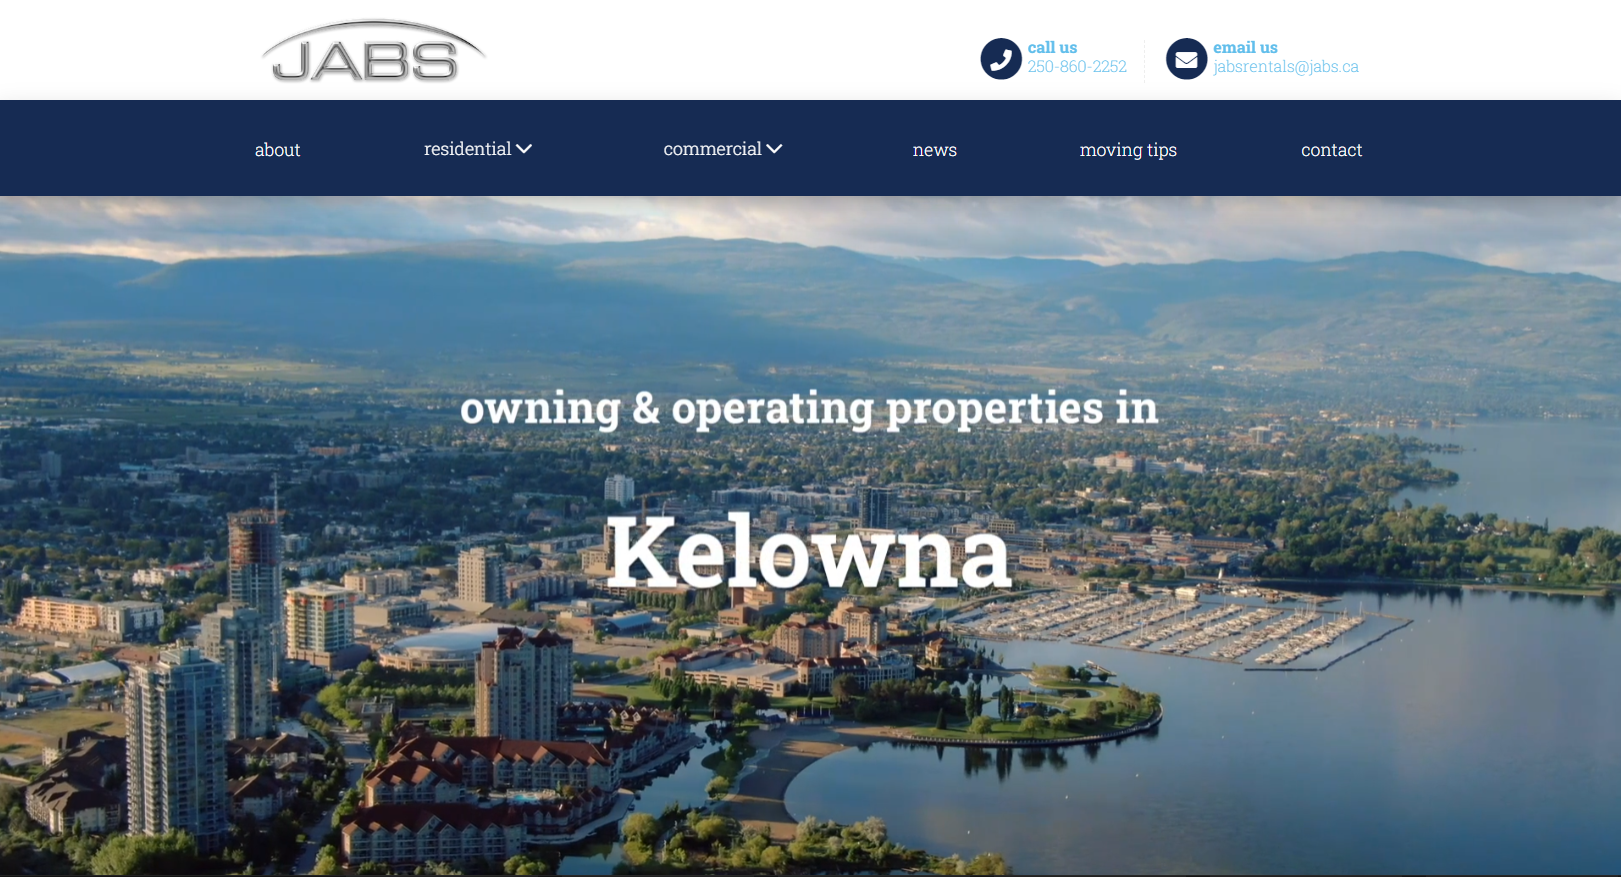 JABS
call us
250-860-2252
email us
jabsrentals@jabs.ca
about
residential
commercial
news
moving tips
contact
owning & operating properties in
Kelowna